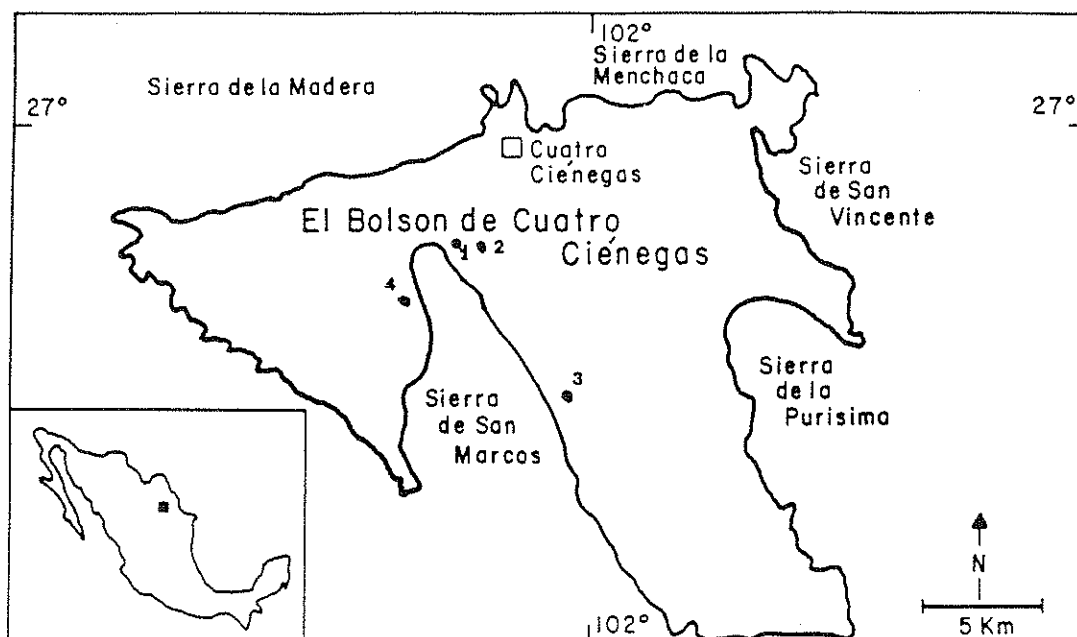 102°
Sierra de la
Menchaca
Sierra de la Madera
27°
27°
Cuatro
Ciénegas
Sierra
de San
Vincente
El Bolson de Cuatro
Ciénegas
1
2
4
3
Sierra
de la
Purisima
Sierra
de San
Marcos
N
5 Km
102°